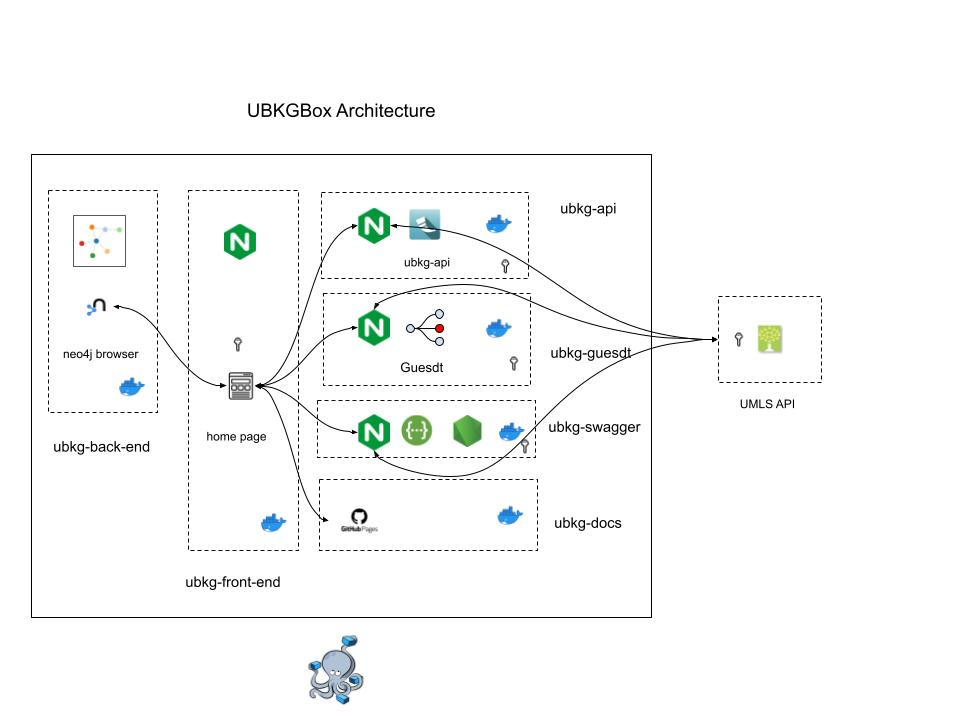 UBKGBox Architecture
ubkg-api
ubkg-api
neo4j browser
Guesdt
ubkg-guesdt
UMLS API
home page
ubkg-swagger
ubkg-back-end
GitHub Pages
ubkg-docs
ubkg-front-end